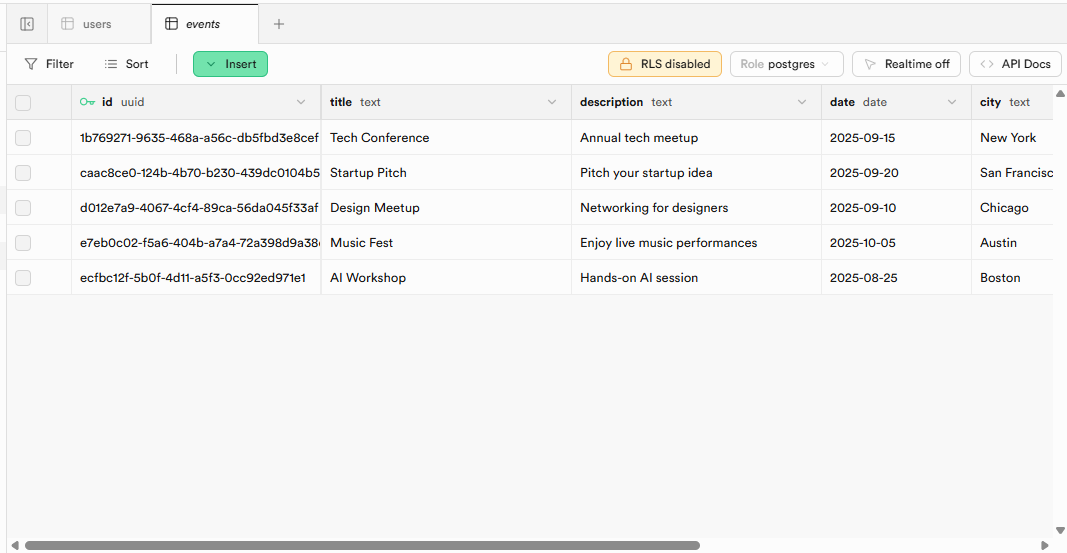 users events
Filter Sort Insert RLS disabled Role postgres Realtime off API Docs
id uuid title text description text date date city text
1b769271-9635-468a-a56c-db5fbd3e8cef Tech Conference Annual tech meetup 2025-09-15 New York
caac8ce0-124b-4b70-b230-439dc0104b5 Startup Pitch Pitch your startup idea 2025-09-20 San Francisc
d012e7a9-4067-4cf4-89ca-56da045f33af Design Meetup Networking for designers 2025-09-10 Chicago
e7eb0c02-f5a6-404b-a7a4-72a398d9a38 Music Fest Enjoy live music performances 2025-10-05 Austin
ecfbc12f-5b0f-4d11-a5f3-0cc92ed971e1 AI Workshop Hands-on AI session 2025-08-25 Boston